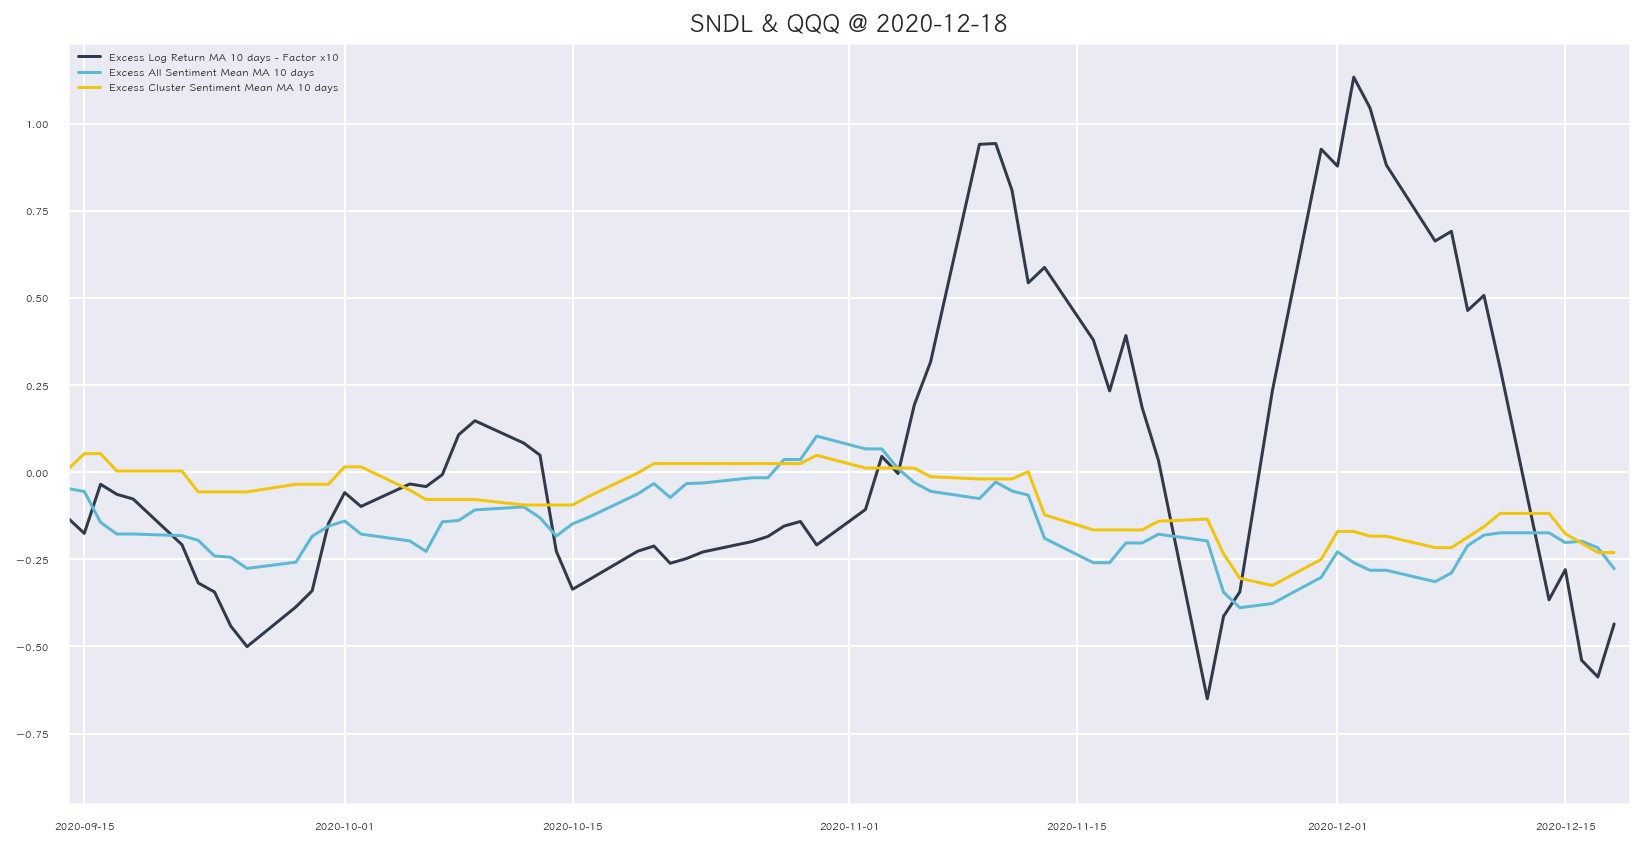 SNDL & QQQ @ 2020-12-18
Excess Log Return MA 10 days - Factor x10
Excess All Sentiment Mean MA 10 days
Excess Cluster Sentiment Mean MA 10 days
1.00
0.75
0.50
0.25
0.00
−0.25
−0.50
−0.75
2020-09-15 2020-10-01 2020-10-15 2020-11-01 2020-11-15 2020-12-01 2020-12-15